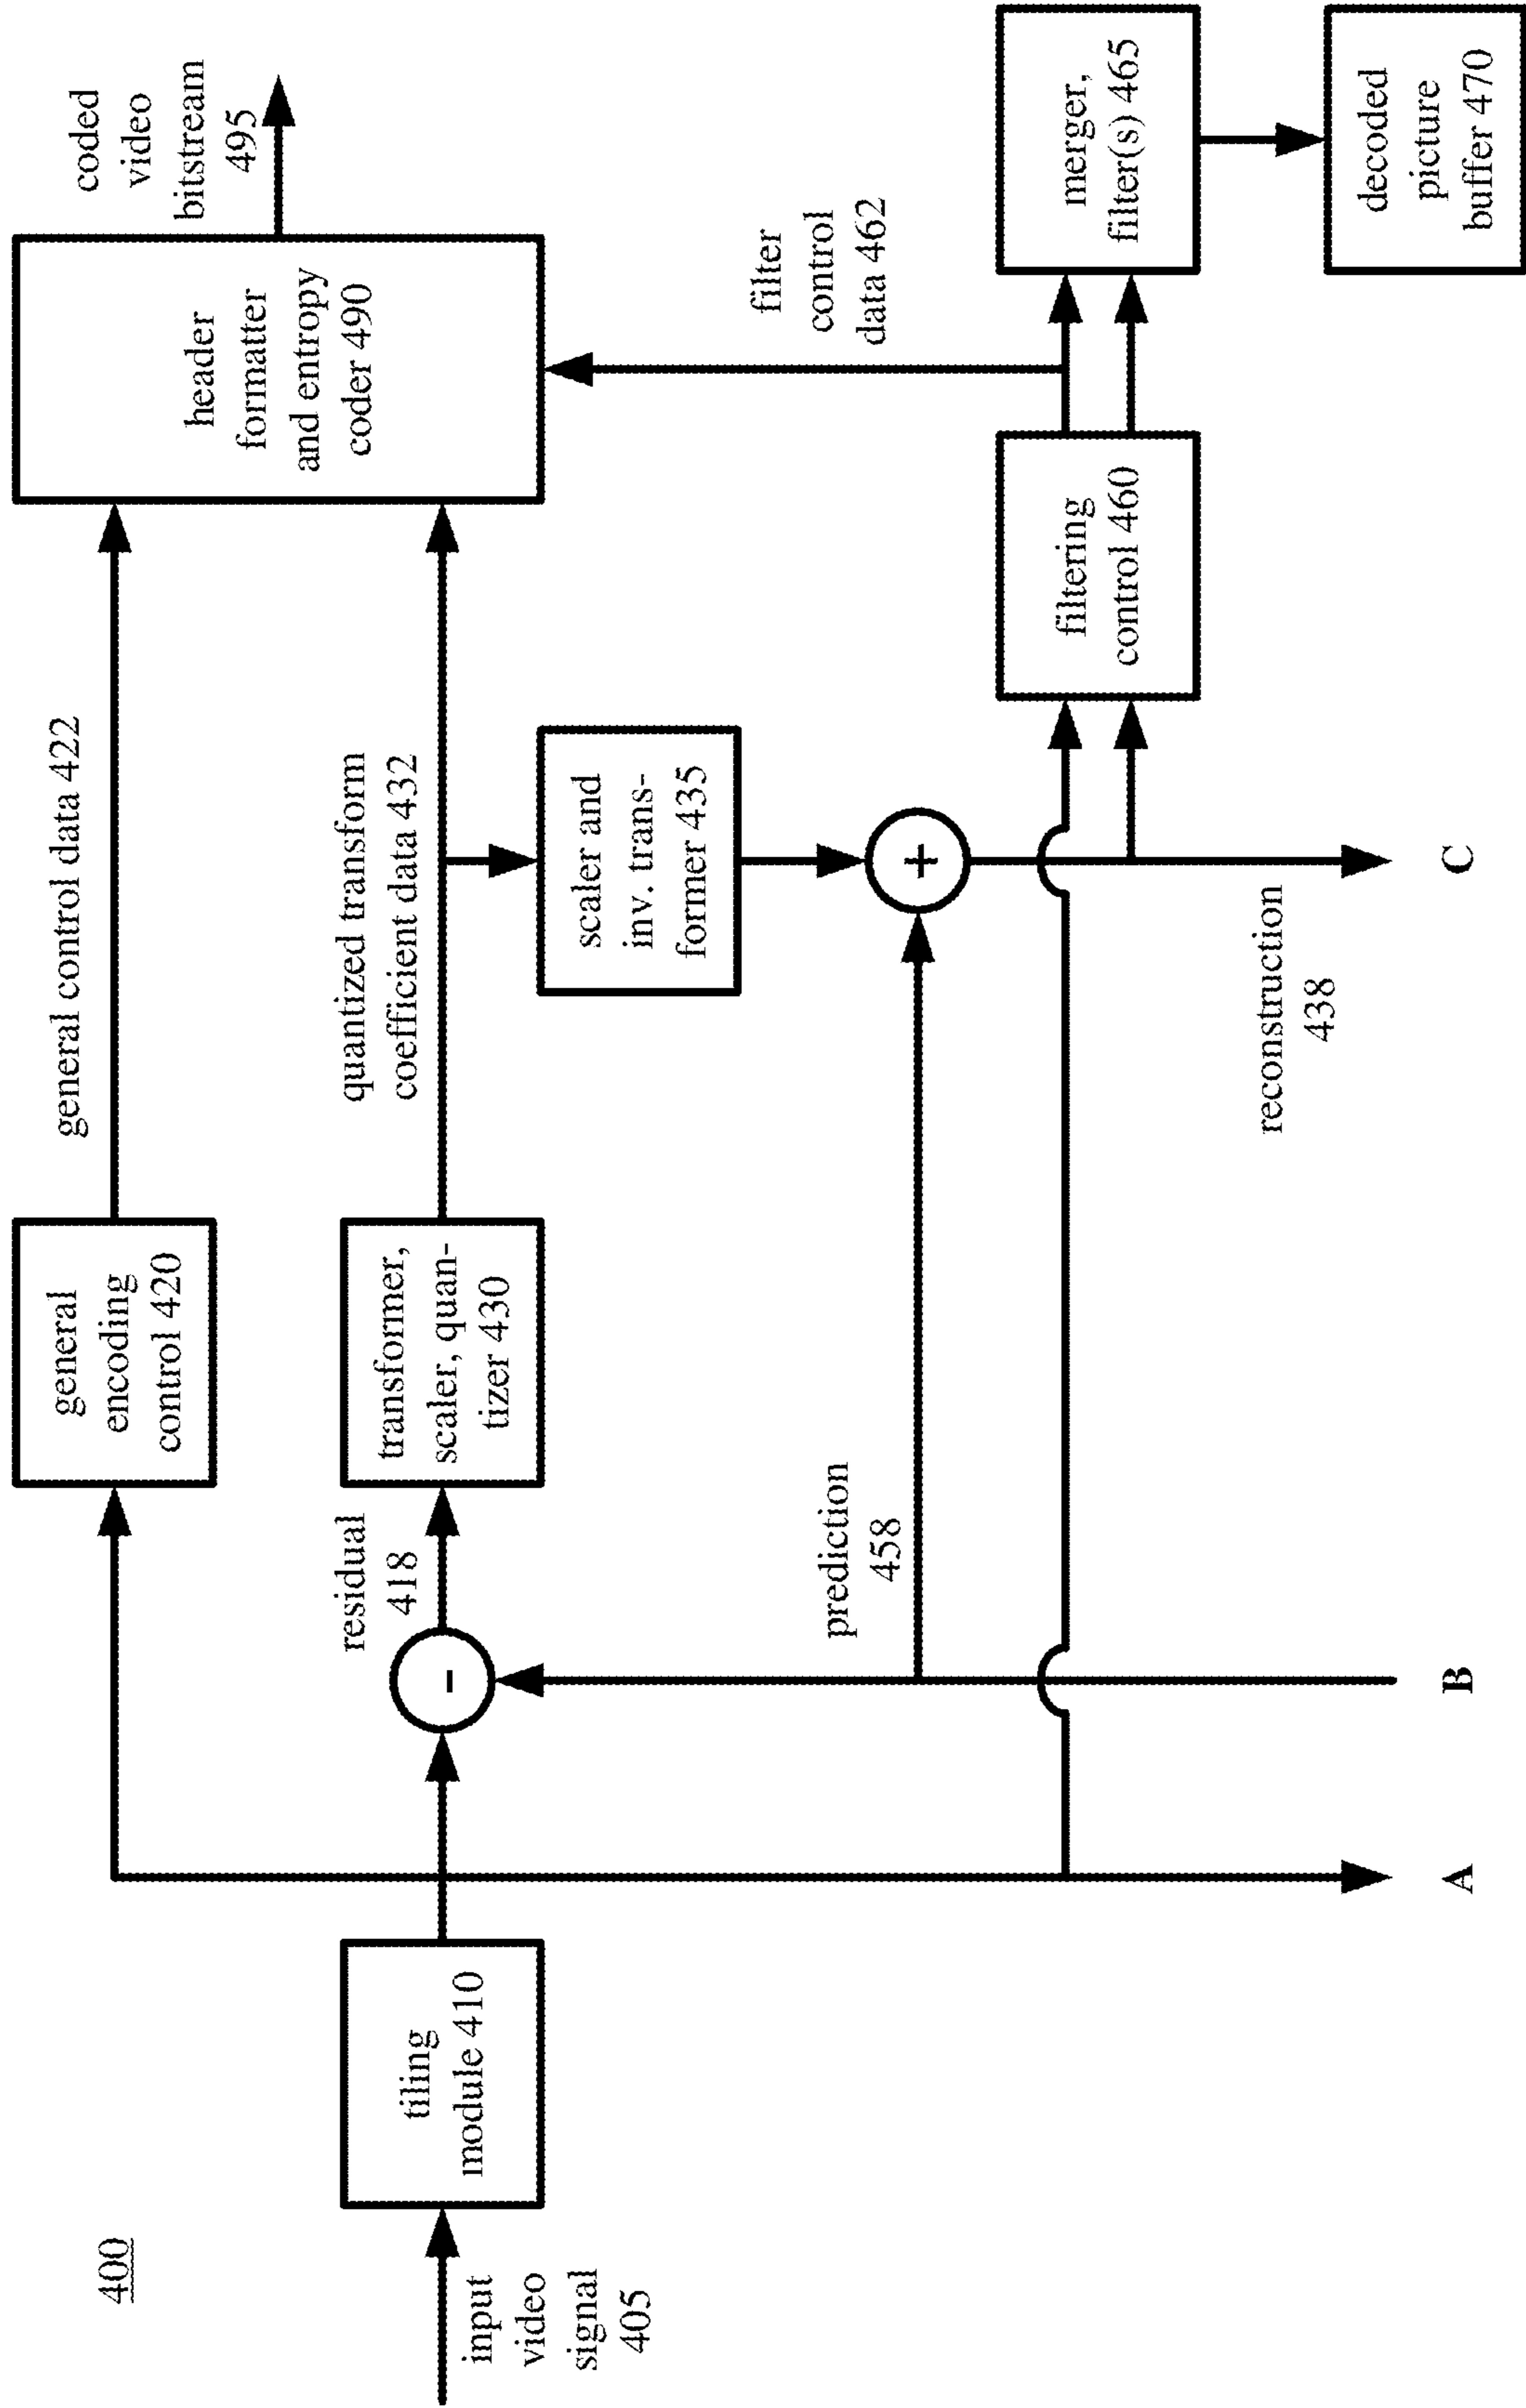 400
input
video
signal
405
tiling
module 410
general
encoding
control 420
general control data 422
header
formatter
and entropy
coder 490
coded
video
bitstream
495
residual
418
-
transformer,
scaler, quan-
tizer 430
quantized transform
coefficient data 432
scaler and
inv. trans-
former 435
prediction
458
+
filter
control
data 462
filtering
control 460
merger,
filter(s) 465
decoded
picture
buffer 470
reconstruction
438
A
B
C